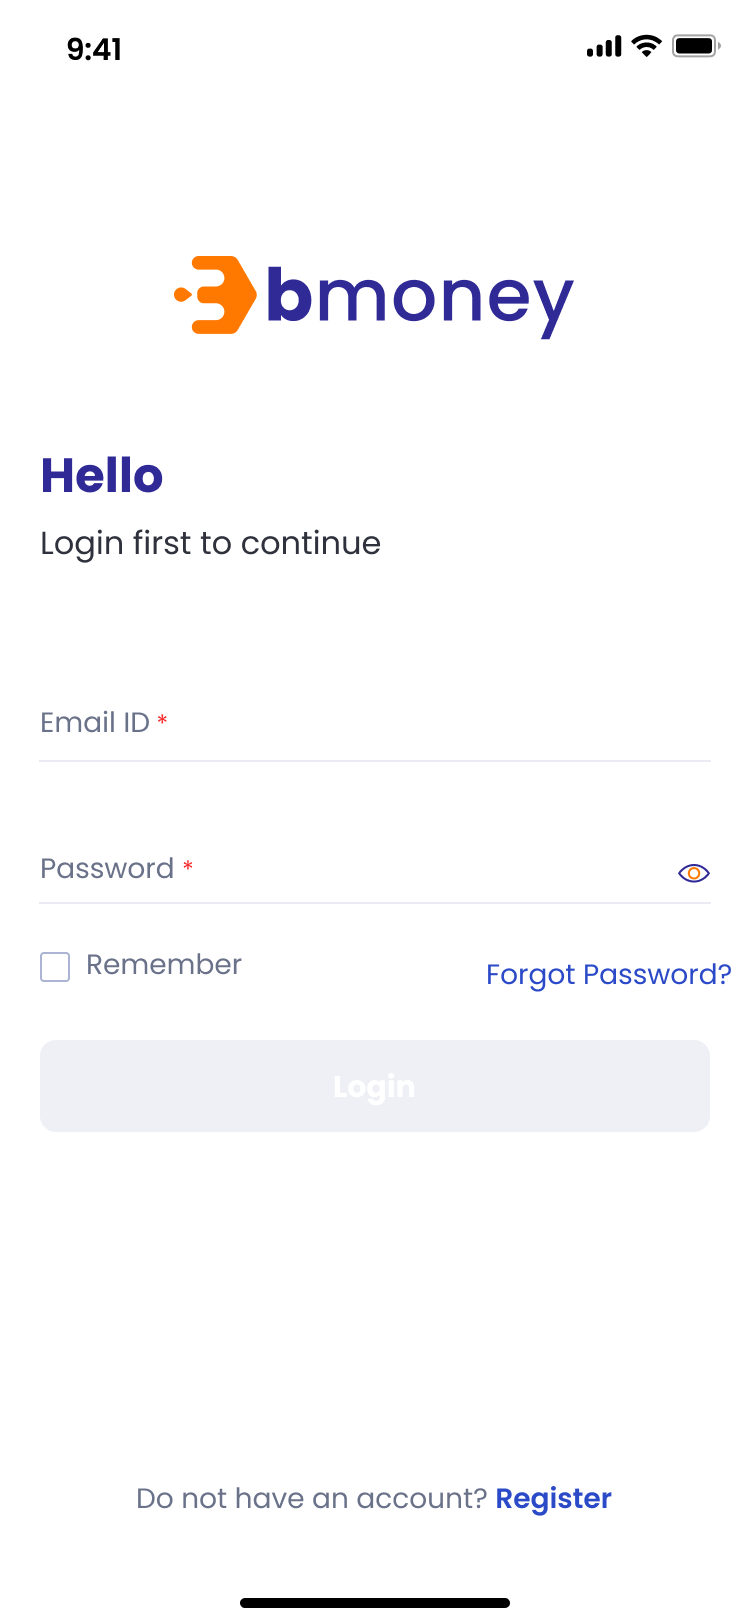 9:41
bmoney
Hello
Login first to continue
Email ID *
Password *
Remember
Forgot Password?
Login
Do not have an account? Register